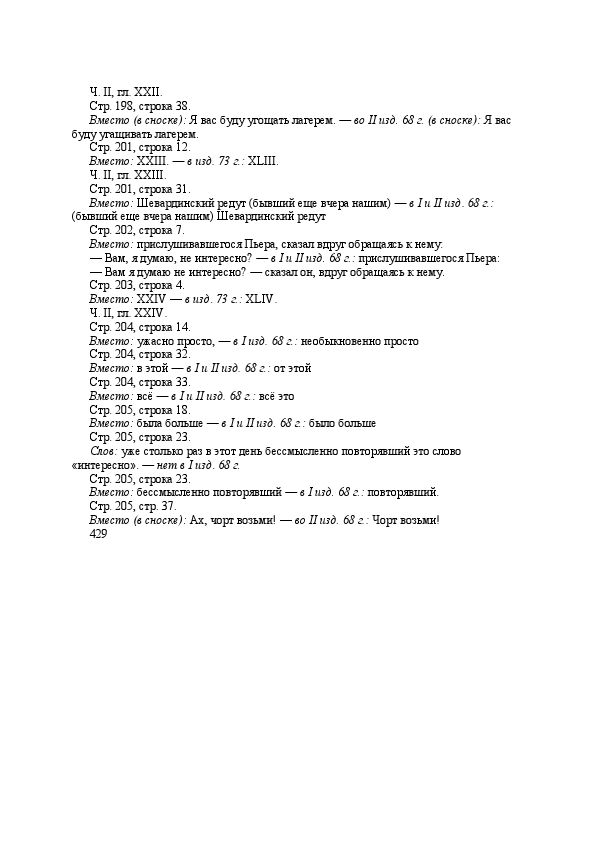 Ч. II, гл. XXII.
Стр. 198, строка 38.
Вместо (в сноске): Я вас буду угощать лагерем. — во II изд. 68 г. (в сноске): Я вас
буду угащивать лагерем.
Стр. 201, строка 12.
Вместо: XXIII. — в изд. 73 г.: XLIII.
Ч. II, гл. XXIII.
Стр. 201, строка 31.
Вместо: Шевардинский редут (бывший еще вчера нашим) — в I и II изд. 68 г.:
(бывший еще вчера нашим) Шевардинский редут
Стр. 202, строка 7.
Вместо: прислушивавшегося Пьера, сказал вдруг обращаясь к нему:
— Вам, я думаю, не интересно? — в I и II изд. 68 г.: прислушивавшегося Пьера:
— Вам я думаю не интересно? — сказал он, вдруг обращаясь к нему.
Стр. 203, строка 4.
Вместо: XXIV — в изд. 73 г.: XLIV.
Ч. II, гл. XXIV.
Стр. 204, строка 14.
Вместо: ужасно просто, — в I изд. 68 г.: необыкновенно просто
Стр. 204, строка 32.
Вместо: в этой — в I и II изд. 68 г.: от этой
Стр. 204, строка 33.
Вместо: всё — в I и II изд. 68 г.: всё это
Стр. 205, строка 18.
Вместо: была больше — в I и II изд. 68 г.: было больше
Стр. 205, строка 23.
Слов: уже столько раз в этот день бессмысленно повторявший это слово
«интересно». — нет в I изд. 68 г.
Стр. 205, строка 23.
Вместо: бессмысленно повторявший — в I изд. 68 г.: повторявший.
Стр. 205, стр. 37.
Вместо (в сноске): Ах, чорт возьми! — во II изд. 68 г.: Чорт возьми!
429